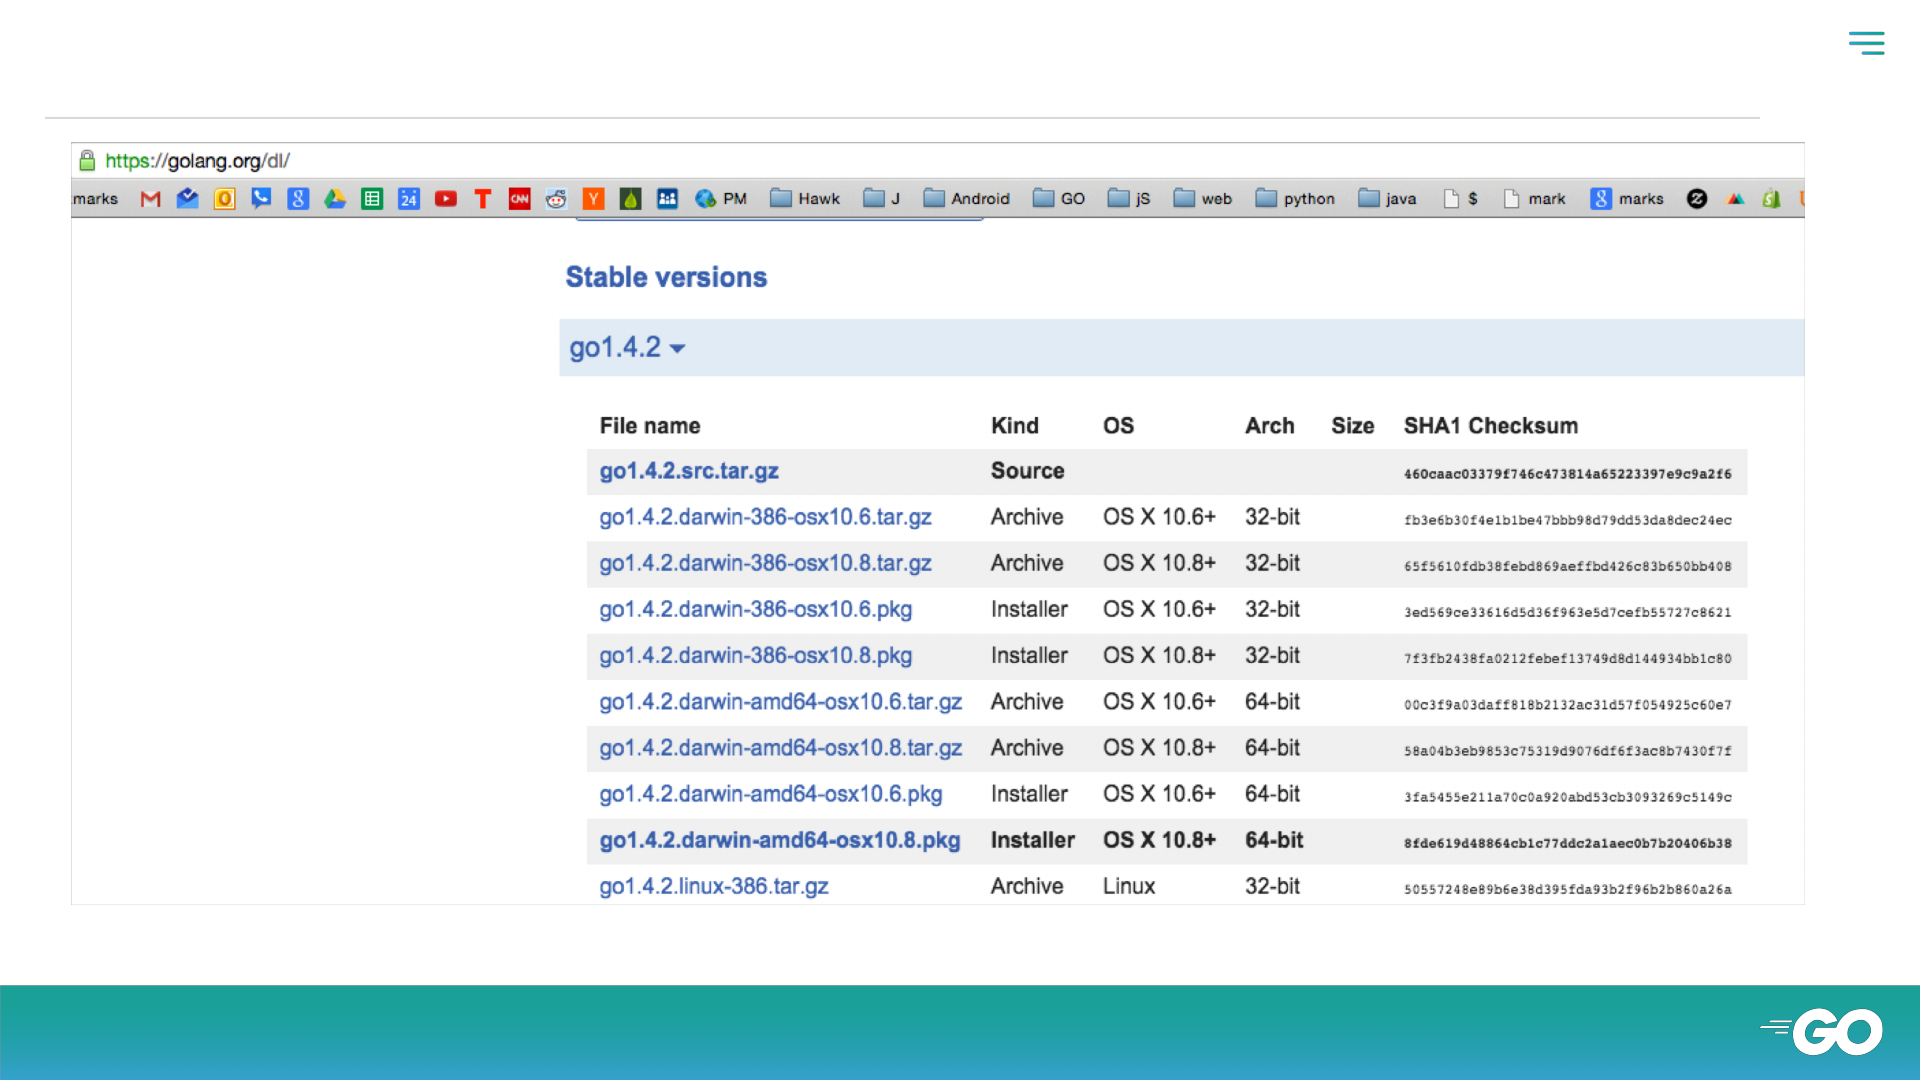 https://golang.org/dl/
marks 24 T CNN Y PM Hawk J Android GO jS web python java $ mark 8 marks
Stable versions
go1.4.2
File name Kind OS Arch Size SHA1 Checksum
go1.4.2.src.tar.gz Source 460caac03379f746c473814a65223397e9c9a2f6
go1.4.2.darwin-386-osx10.6.tar.gz Archive OS X 10.6+ 32-bit fb3e6b30f4e1b1be47bbb98d79dd53da8dec24ec
go1.4.2.darwin-386-osx10.8.tar.gz Archive OS X 10.8+ 32-bit 65f5610fdb38febd869aeffbd426c83b650bb408
go1.4.2.darwin-386-osx10.6.pkg Installer OS X 10.6+ 32-bit 3ed569ce33616d5d36f963e5d7cefb55727c8621
go1.4.2.darwin-386-osx10.8.pkg Installer OS X 10.8+ 32-bit 7f3fb2438fa0212febef13749d8d144934bb1c80
go1.4.2.darwin-amd64-osx10.6.tar.gz Archive OS X 10.6+ 64-bit 00c3f9a03daff818b2132ac31d57f054925c60e7
go1.4.2.darwin-amd64-osx10.8.tar.gz Archive OS X 10.8+ 64-bit 58a04b3eb9853c75319d9076df6f3ac8b7430f7f
go1.4.2.darwin-amd64-osx10.6.pkg Installer OS X 10.6+ 64-bit 3fa5455e211a70c0a920abd53cb3093269c5149c
go1.4.2.darwin-amd64-osx10.8.pkg Installer OS X 10.8+ 64-bit 8fde619d48864cb1c77ddc2a1aec0b7b20406b38
go1.4.2.linux-386.tar.gz Archive Linux 32-bit 50557248e89b6e38d395fda93b2f96b2b860a26a
GO